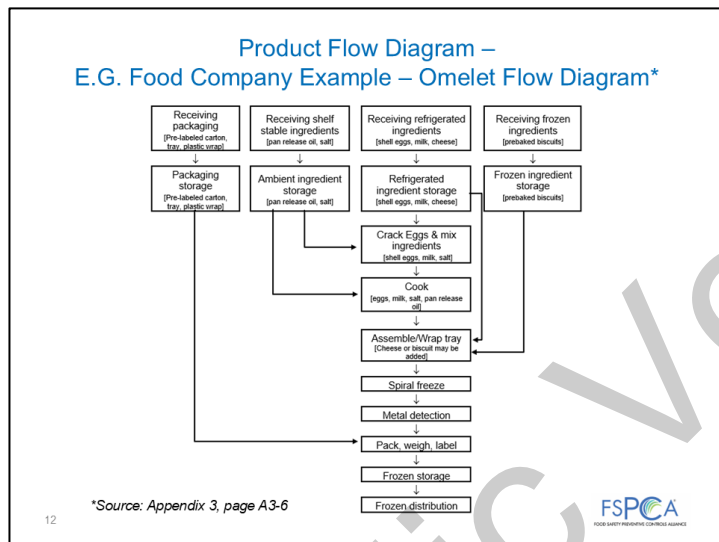 Product Flow Diagram –
E.G. Food Company Example – Omelet Flow Diagram*
Receiving
packaging
[Pre-labeled carton,
tray, plastic wrap]
Receiving shelf
stable ingredients
[pan release oil, salt]
Receiving refrigerated
ingredients
[shell eggs, milk, cheese]
Receiving frozen
ingredients
[prebaked biscuits]
Packaging
storage
[Pre-labeled carton,
tray, plastic wrap]
Ambient ingredient
storage
[pan release oil, salt]
Refrigerated
ingredient storage
[shell eggs, milk, cheese]
Frozen ingredient
storage
[prebaked biscuits]
Crack Eggs & mix
ingredients
[shell eggs, milk, salt]
Cook
[eggs, milk, salt, pan release
oil]
Assemble/Wrap tray
[Cheese or biscuit may be
added]
Spiral freeze
Metal detection
Pack, weigh, label
Frozen storage
Frozen distribution
*Source: Appendix 3, page A3-6
12
FSPCA
FOOD SAFETY PREVENTIVE CONTROLS ALLIANCE